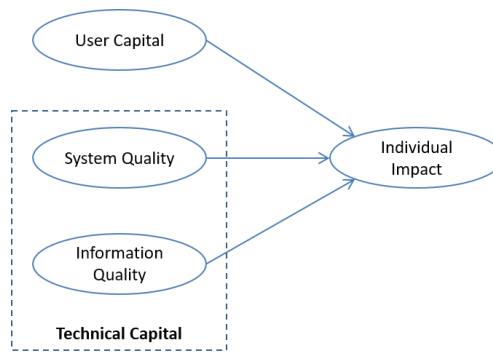 User Capital
System Quality
Individual
Impact
Information
Quality
Technical Capital